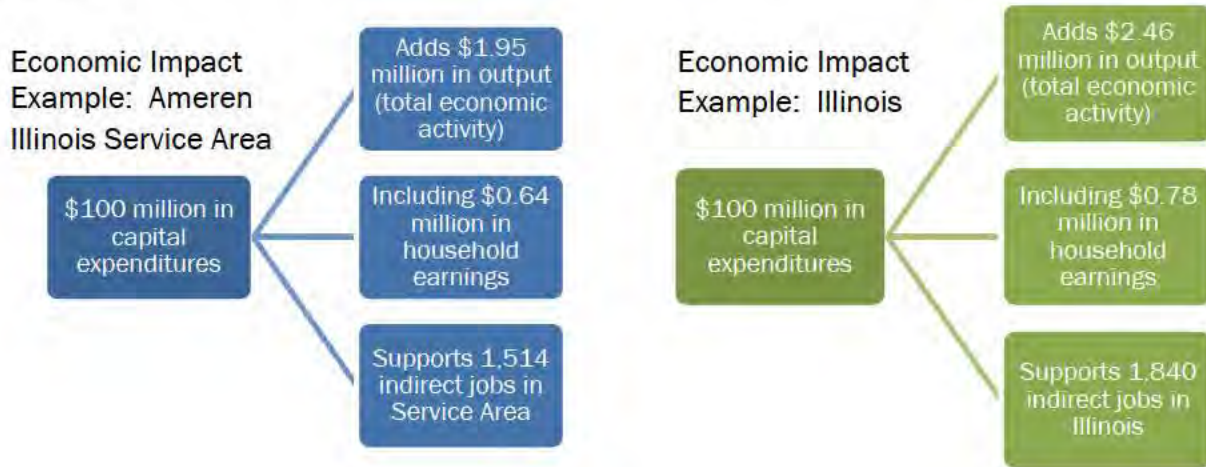 Economic Impact
Example: Ameren
Illinois Service Area
$100 million in
capital
expenditures
Adds $1.95
million in output
(total economic
activity)
Including $0.64
million in
household
earnings
Supports 1,514
indirect jobs in
Service Area
Economic Impact
Example: Illinois
$100 million in
capital
expenditures
Adds $2.46
million in output
(total economic
activity)
Including $0.78
million in
household
earnings
Supports 1,840
indirect jobs in
Illinois